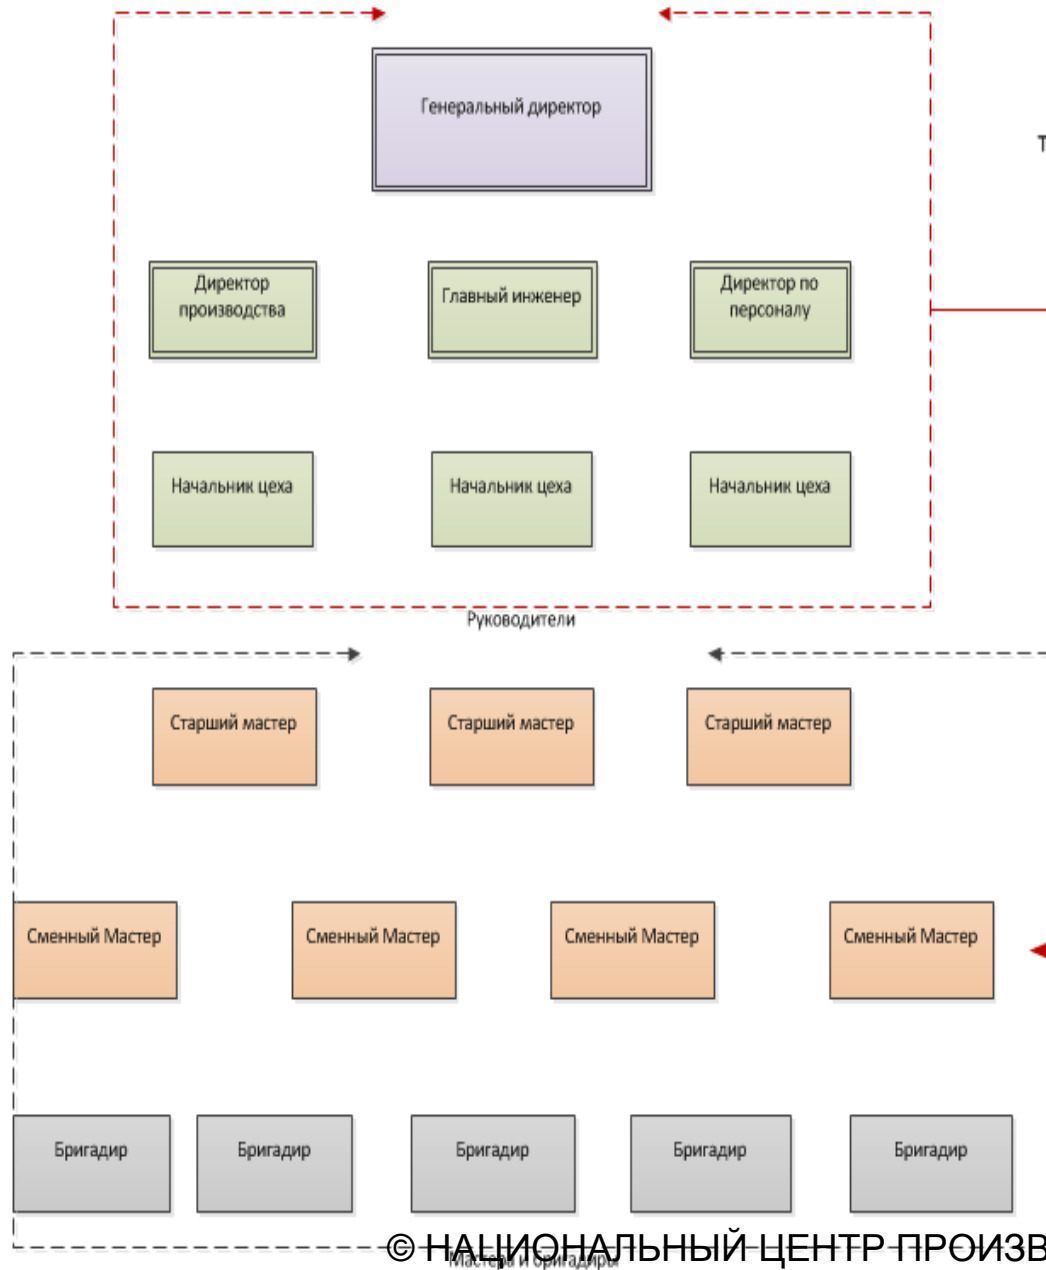 Генеральный директор
Т
Директор
производства
Главный инженер
Директор по
персоналу
Начальник цеха
Начальник цеха
Начальник цеха
Руководители
Старший мастер
Старший мастер
Старший мастер
Сменный Мастер
Сменный Мастер
Сменный Мастер
Сменный Мастер
Бригадир
Бригадир
Бригадир
Бригадир
Бригадир
© НАЦИОНАЛЬНЫЙ ЦЕНТР ПРОИЗВ
Мастера и бригадиры